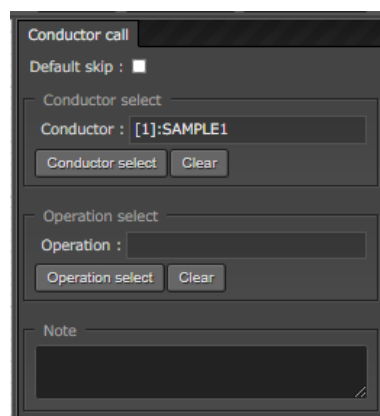 Conductor call
Default skip :
Conductor select
Conductor : [1]:SAMPLE1
Conductor select Clear
Operation select
Operation :
Operation select Clear
Note